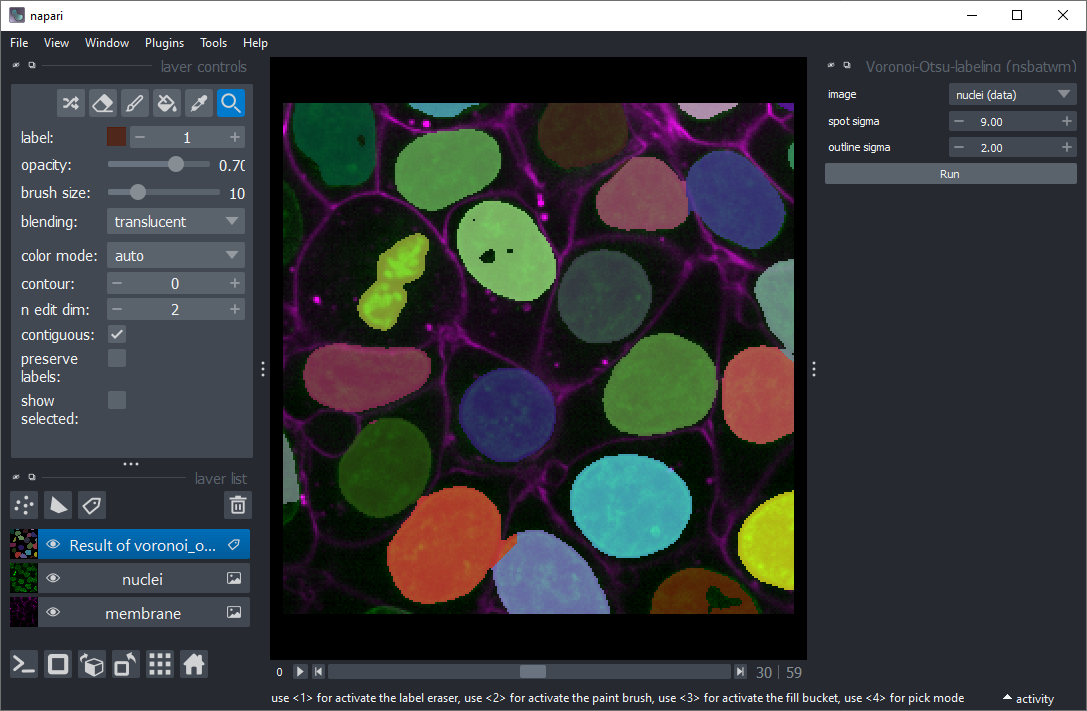 napari
File View Window Plugins Tools Help
layer controls
label: 1
opacity: 0.70
brush size: 10
blending: translucent
color mode: auto
contour: 0
n edit dim: 2
contiguous:
preserve
labels:
show
selected:
layer list
Result of voronoi_o...
nuclei
membrane
Voronoi-Otsu-labeling (nsbatwm)
image nuclei (data)
spot sigma 9.00
outline sigma 2.00
Run
0 30 59
use <1> for activate the label eraser, use <2> for activate the paint brush, use <3> for activate the fill bucket, use <4> for pick mode
activity